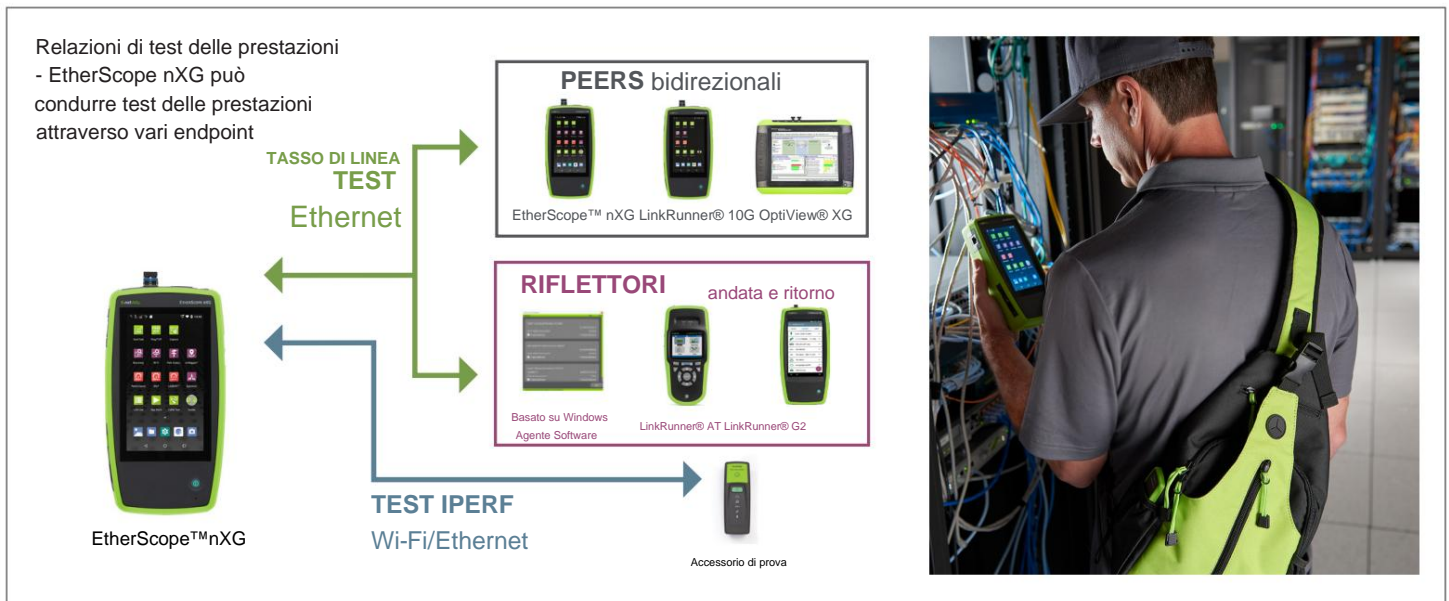 Relazioni di test delle prestazioni
- EtherScope nXG può
condurre test delle prestazioni
attraverso vari endpoint
TASSO DI LINEA
TEST
Ethernet
PEERS bidirezionali
EtherScope™ nXG LinkRunner® 10G OptiView® XG
RIFLETTORI andata e ritorno
Basato su Windows
Agente Software
LinkRunner® AT LinkRunner® G2
EtherScope™nXG
TEST IPERF
Wi-Fi/Ethernet
Accessorio di prova